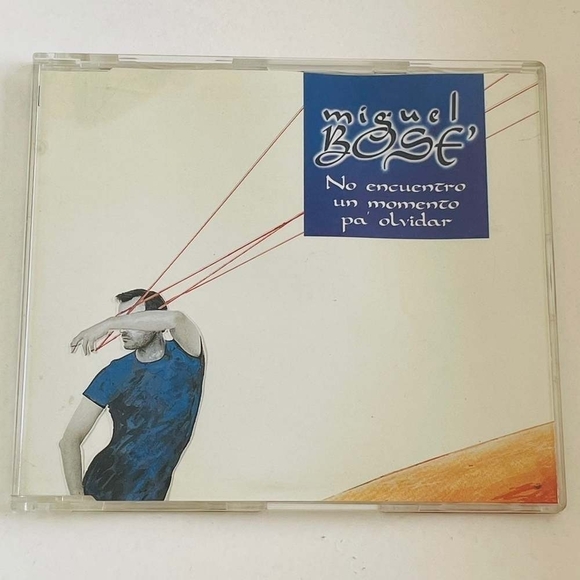 miguel
BOSE'
No encuentro
un momento
pa' olvidar